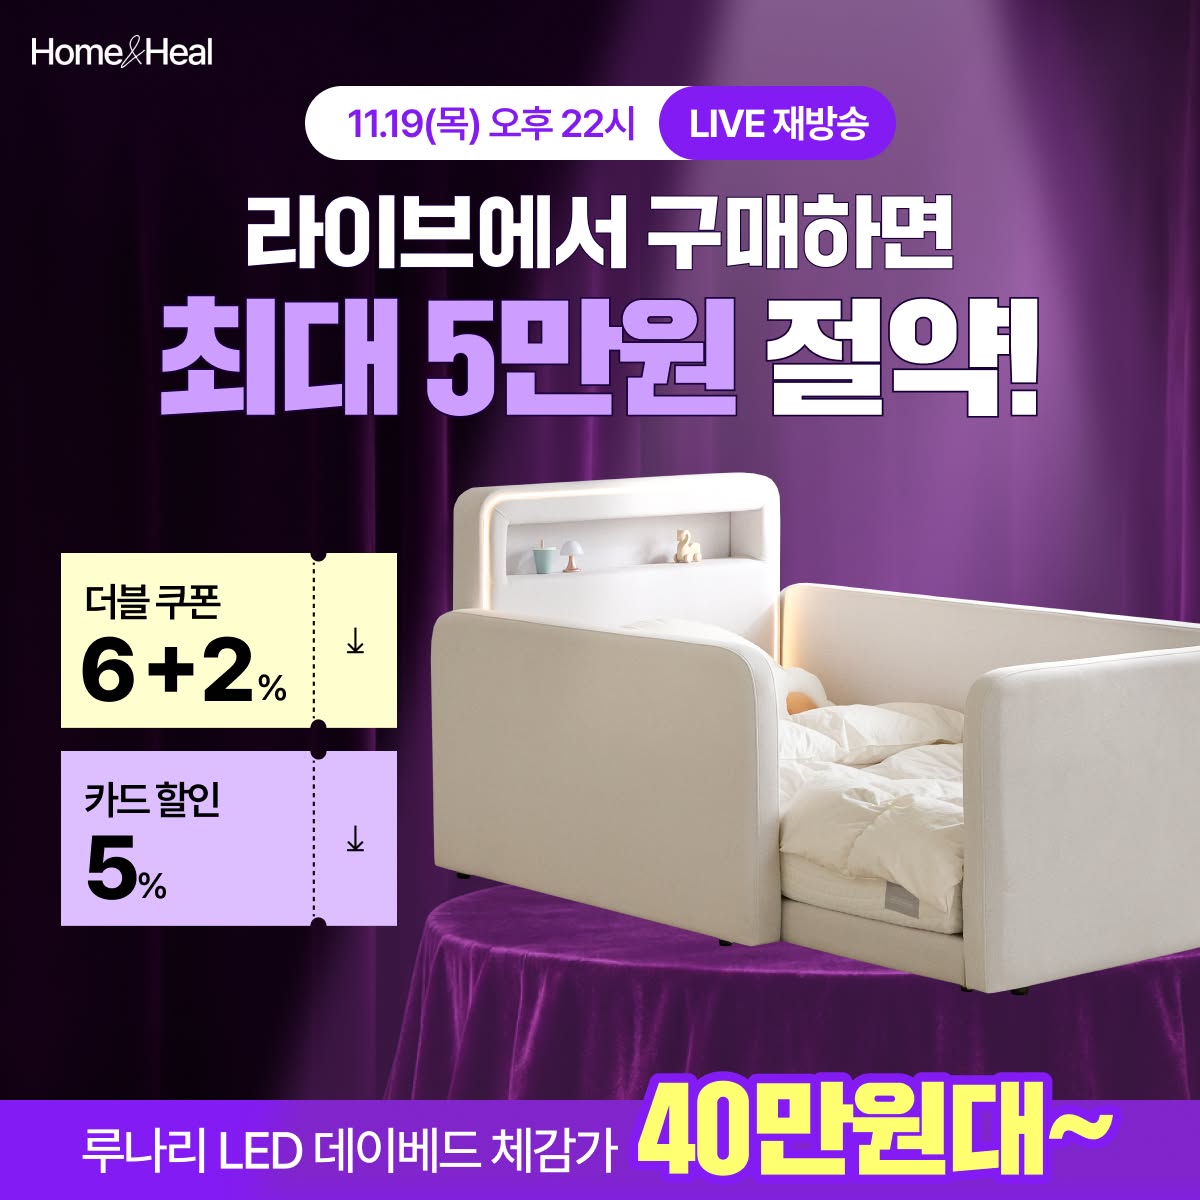 Home&Heal
11.19(목) 오후 22시 LIVE 재방송
라이브에서 구매하면
최대 5만원 절약!
더블 쿠폰
6+2%
카드 할인
5%
루나리 LED 데이베드 체감가 40만원대~